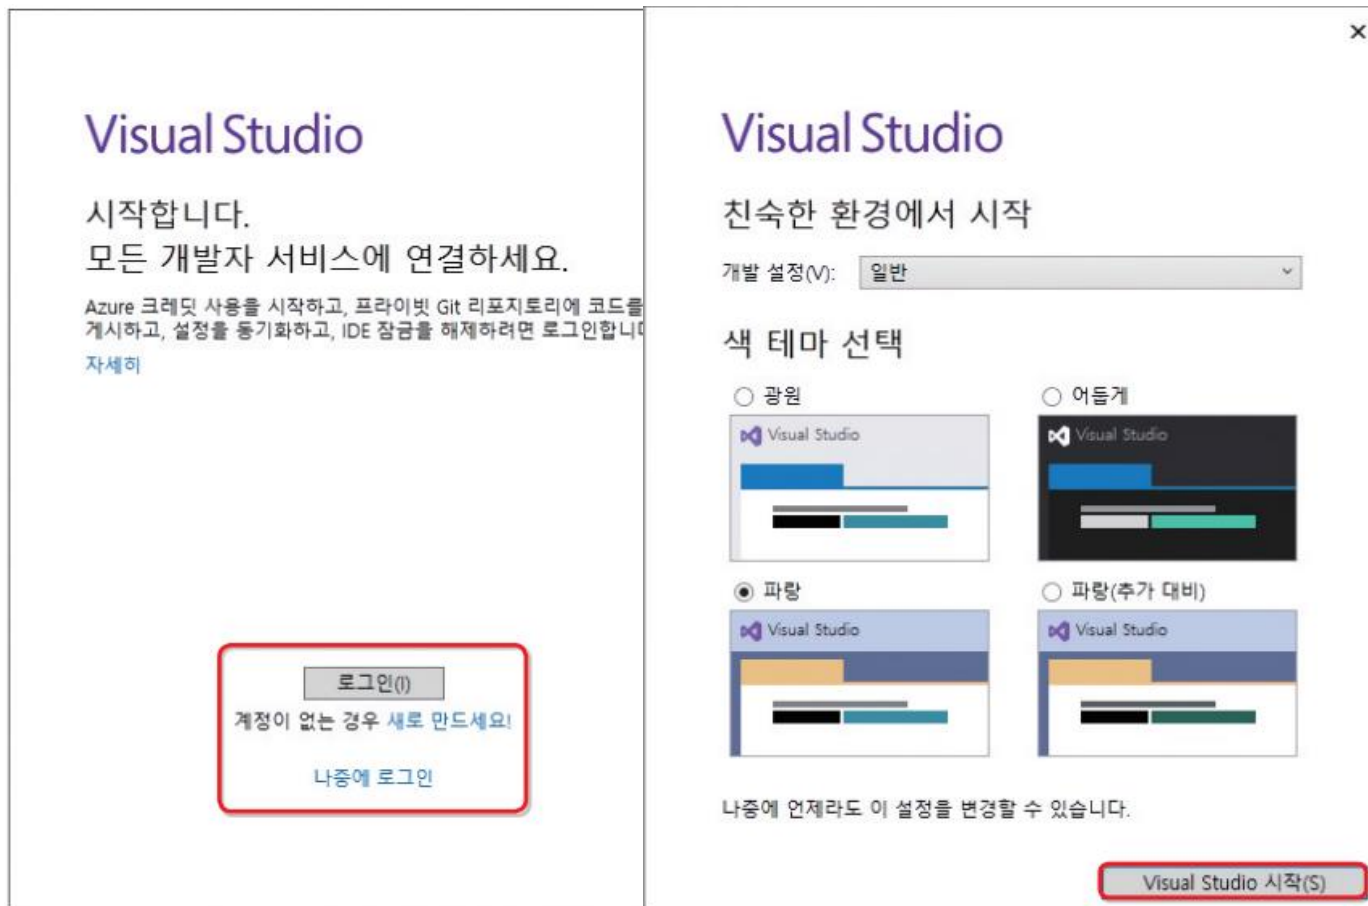 Visual Studio
시작합니다.
모든 개발자 서비스에 연결하세요.
Azure 크레딧 사용을 시작하고, 프라이빗 Git 리포지토리에 코드를
게시하고, 설정을 동기화하고, IDE 잠금을 해제하려면 로그인합니다
자세히
로그인(I)
계정이 없는 경우 새로 만드세요!
나중에 로그인
Visual Studio
친숙한 환경에서 시작
개발 설정(V): 일반
색 테마 선택
광원
어둡게
Visual Studio
Visual Studio
파랑
파랑(추가 대비)
Visual Studio
Visual Studio
나중에 언제라도 이 설정을 변경할 수 있습니다.
Visual Studio 시작(S)